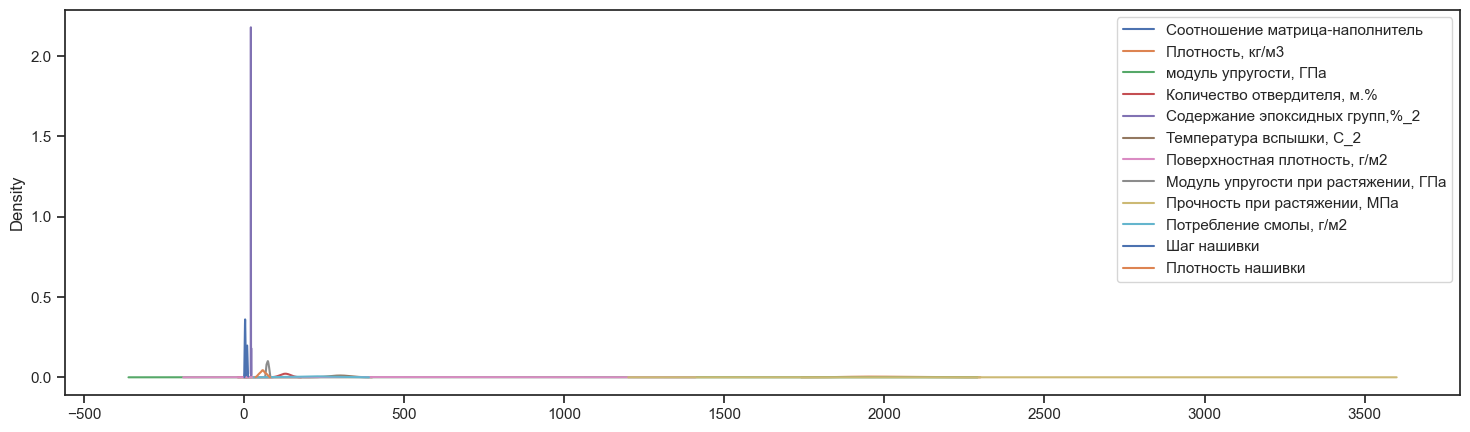 Соотношение матрица-наполнитель
Плотность, кг/м3
модуль упругости, ГПа
Количество отвердителя, м.%
Содержание эпоксидных групп,%_2
Температура вспышки, С_2
Поверхностная плотность, г/м2
Модуль упругости при растяжении, ГПа
Прочность при растяжении, МПа
Потребление смолы, г/м2
Шаг нашивки
Плотность нашивки
Density
2.0
1.5
1.0
0.5
0.0
−500 0 500 1000 1500 2000 2500 3000 3500